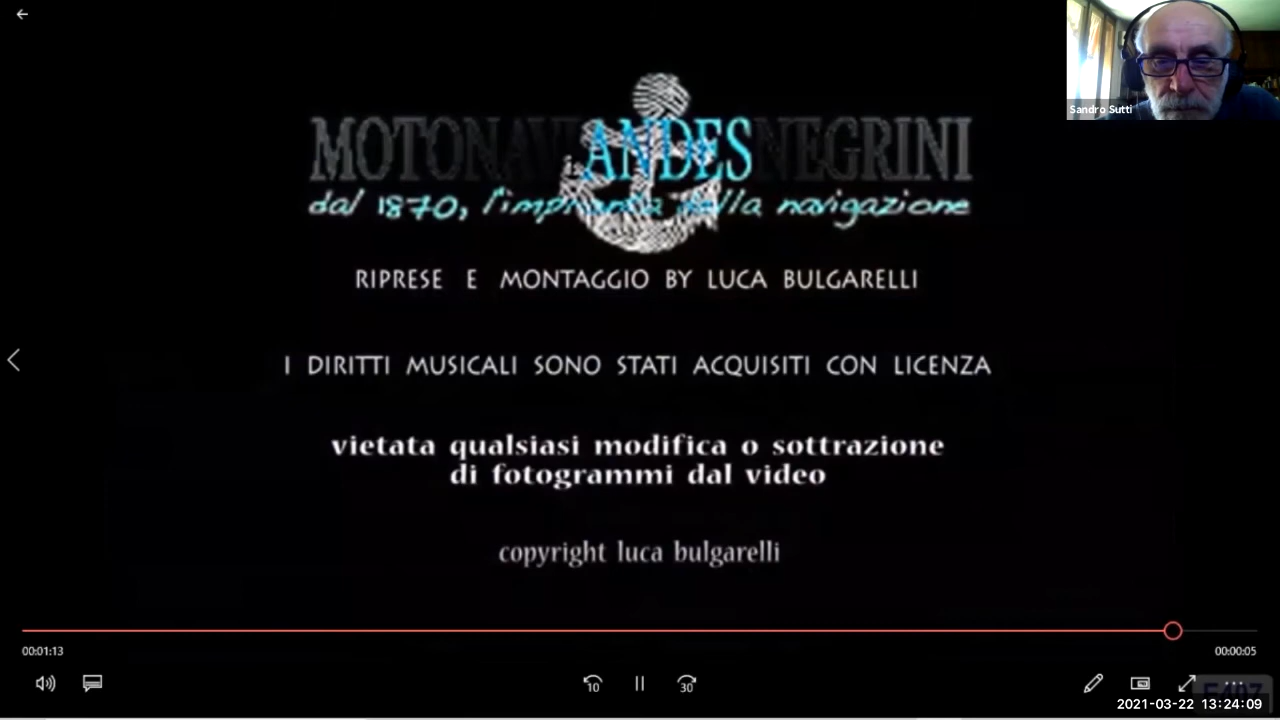 Sandro Sutti
MOTONAVI ANDES NEGRINI
dal 1870, l'impronta nella navigazione
RIPRESE E MONTAGGIO BY LUCA BULGARELLI
I DIRITTI MUSICALI SONO STATI ACQUISITI CON LICENZA
vietata qualsiasi modifica o sottrazione
di fotogrammi dal video
copyright luca bulgarelli
00:01:13
00:00:05
10
30
2021-03-22 13:24:09